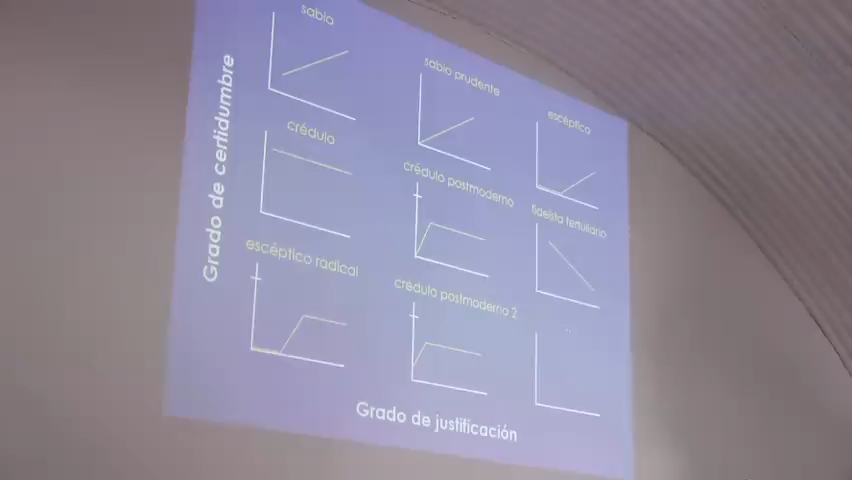 sabio
sabio prudente
escéptico
crédulo
crédulo postmoderno
fideísta tertuliano
escéptico radical
crédulo postmoderno 2
Grado de certidumbre
Grado de justificación